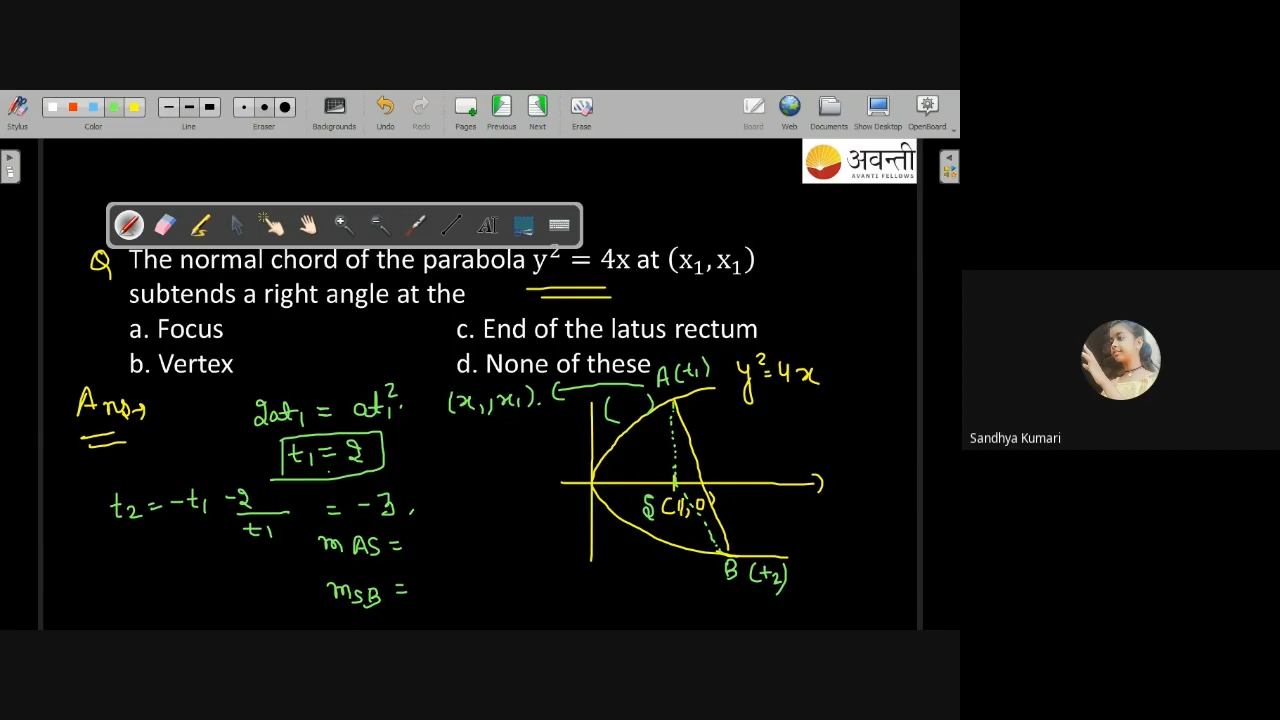 Stylus Color Line Eraser Backgrounds Undo Redo Pages Previous Next Erase Board Web Documents Show Desktop OpenBoard
अवन्ती
AVANTI FELLOWS
Q The normal chord of the parabola y² = 4x at (x₁, x₁)
subtends a right angle at the
a. Focus
c. End of the latus rectum
b. Vertex
d. None of these
Ans→
2at₁ = at₁².
(x₁, x₁).
t₁ = 2
t₂ = -t₁ -2/t₁ = -3.
m AS =
m SB =
A(t₁)
y² = 4x
S (1, 0)
B (t₂)
Sandhya Kumari